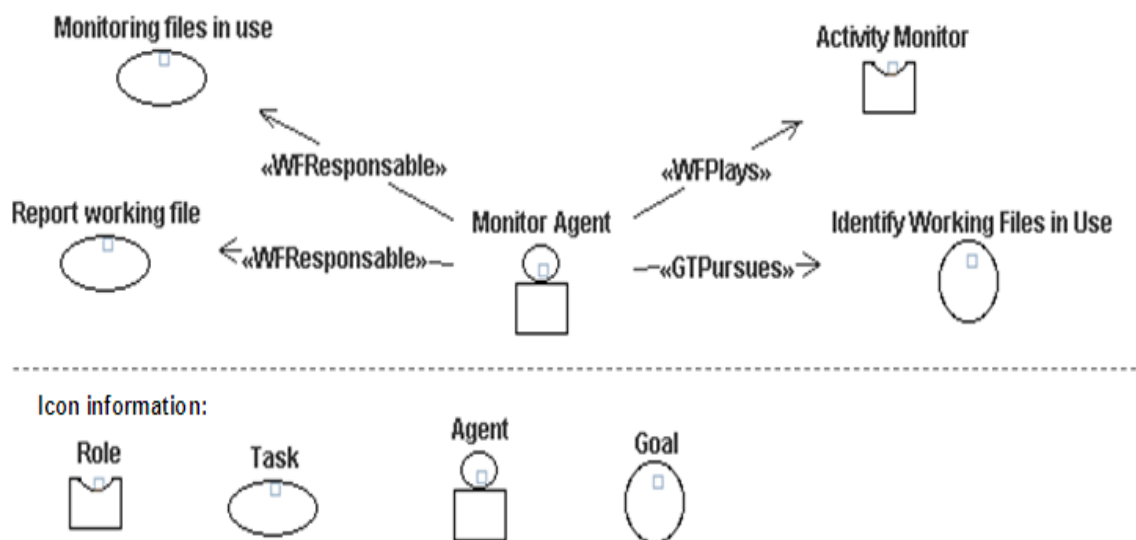 Monitoring files in use
Activity Monitor
«WFResponsable»
«WFPlays»
Report working file
Monitor Agent
Identify Working Files in Use
«WFResponsable»
«GTPursues»
Icon information:
Role
Task
Agent
Goal